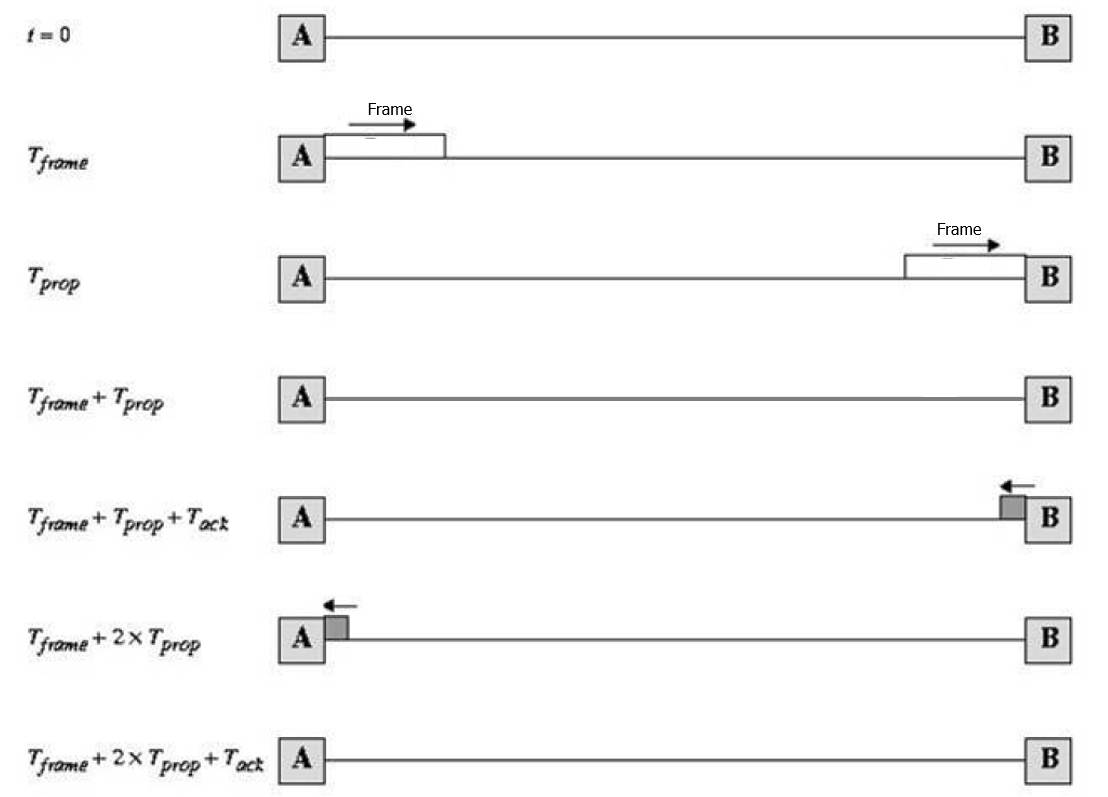 t = 0 A B
Frame
T_frame A B
Frame
T_prop A B
T_frame + T_prop A B
T_frame + T_prop + T_ack A B
T_frame + 2 × T_prop A B
T_frame + 2 × T_prop + T_ack A B